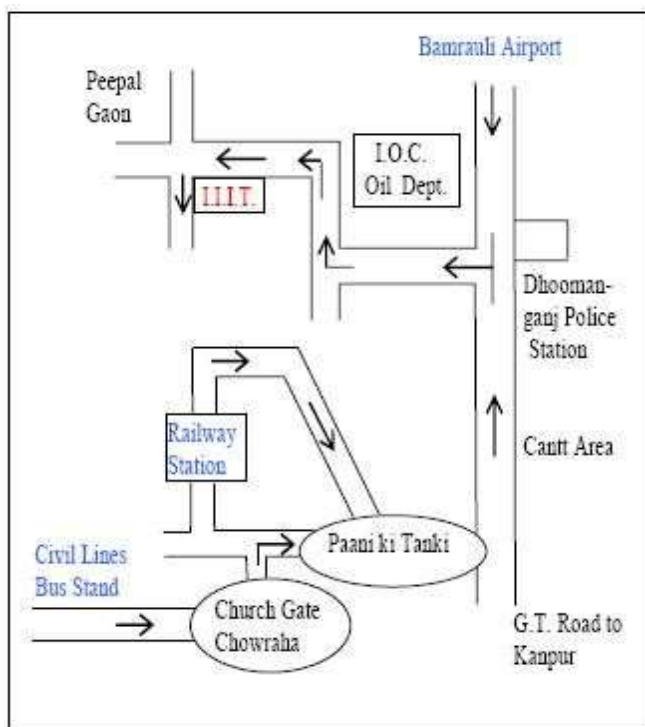 Bamrauli Airport
Peepal
Gaon
I.O.C.
Oil Dept.
I.I.I.T.
Dhooman-
ganj Police
Station
Railway
Station
Cantt Area
Paani ki Tanki
Civil Lines
Bus Stand
Church Gate
Chowraha
G.T. Road to
Kanpur